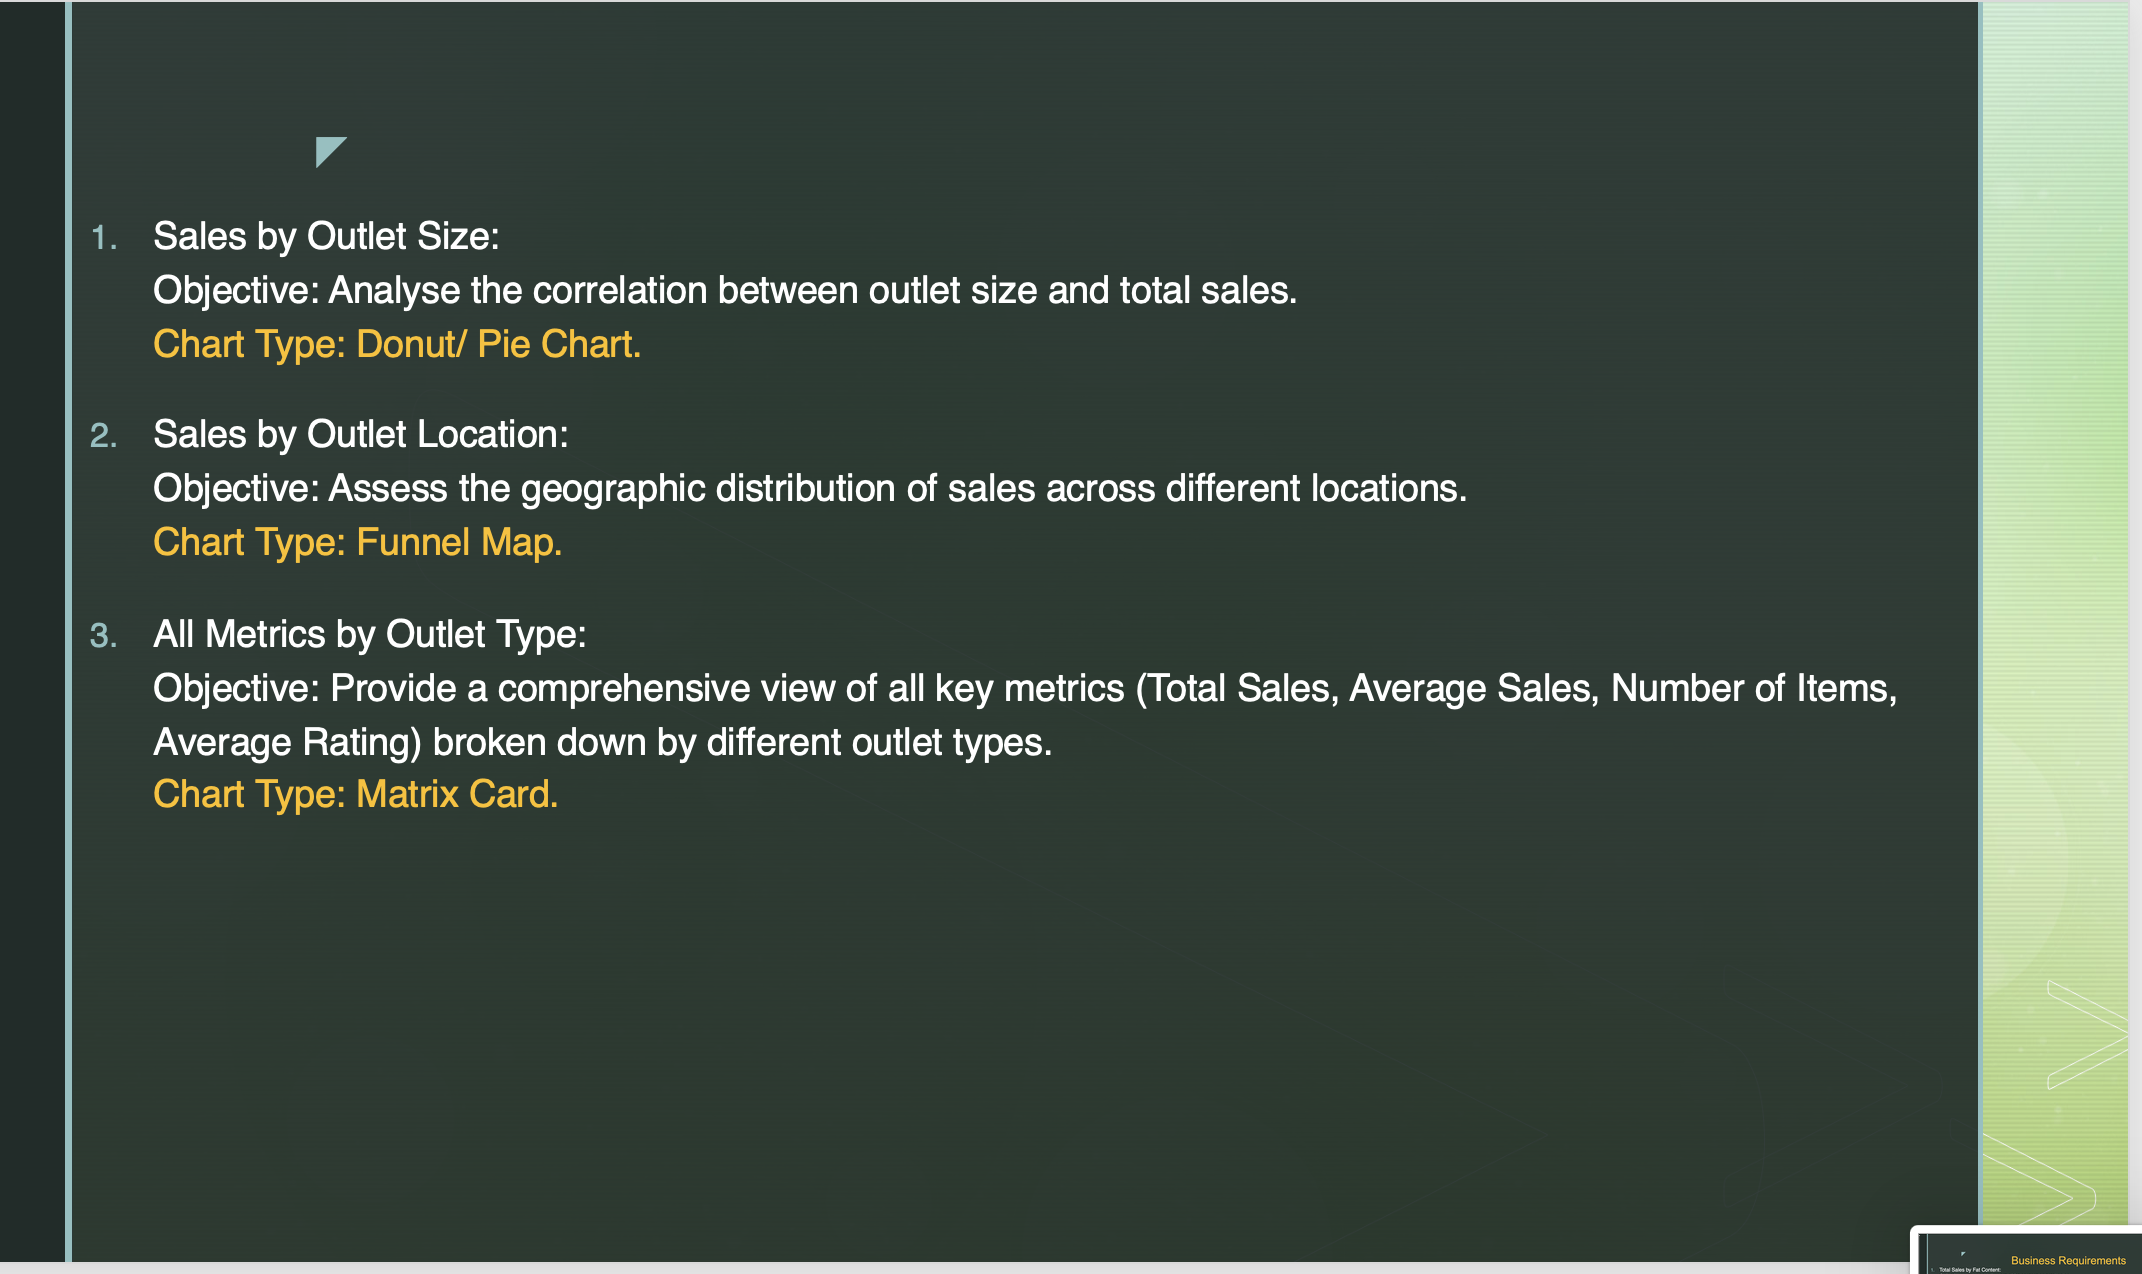 1. Sales by Outlet Size:
Objective: Analyse the correlation between outlet size and total sales.
Chart Type: Donut/ Pie Chart.
2. Sales by Outlet Location:
Objective: Assess the geographic distribution of sales across different locations.
Chart Type: Funnel Map.
3. All Metrics by Outlet Type:
Objective: Provide a comprehensive view of all key metrics (Total Sales, Average Sales, Number of Items,
Average Rating) broken down by different outlet types.
Chart Type: Matrix Card.
Business Requirements
Total Sales by Fat Content: